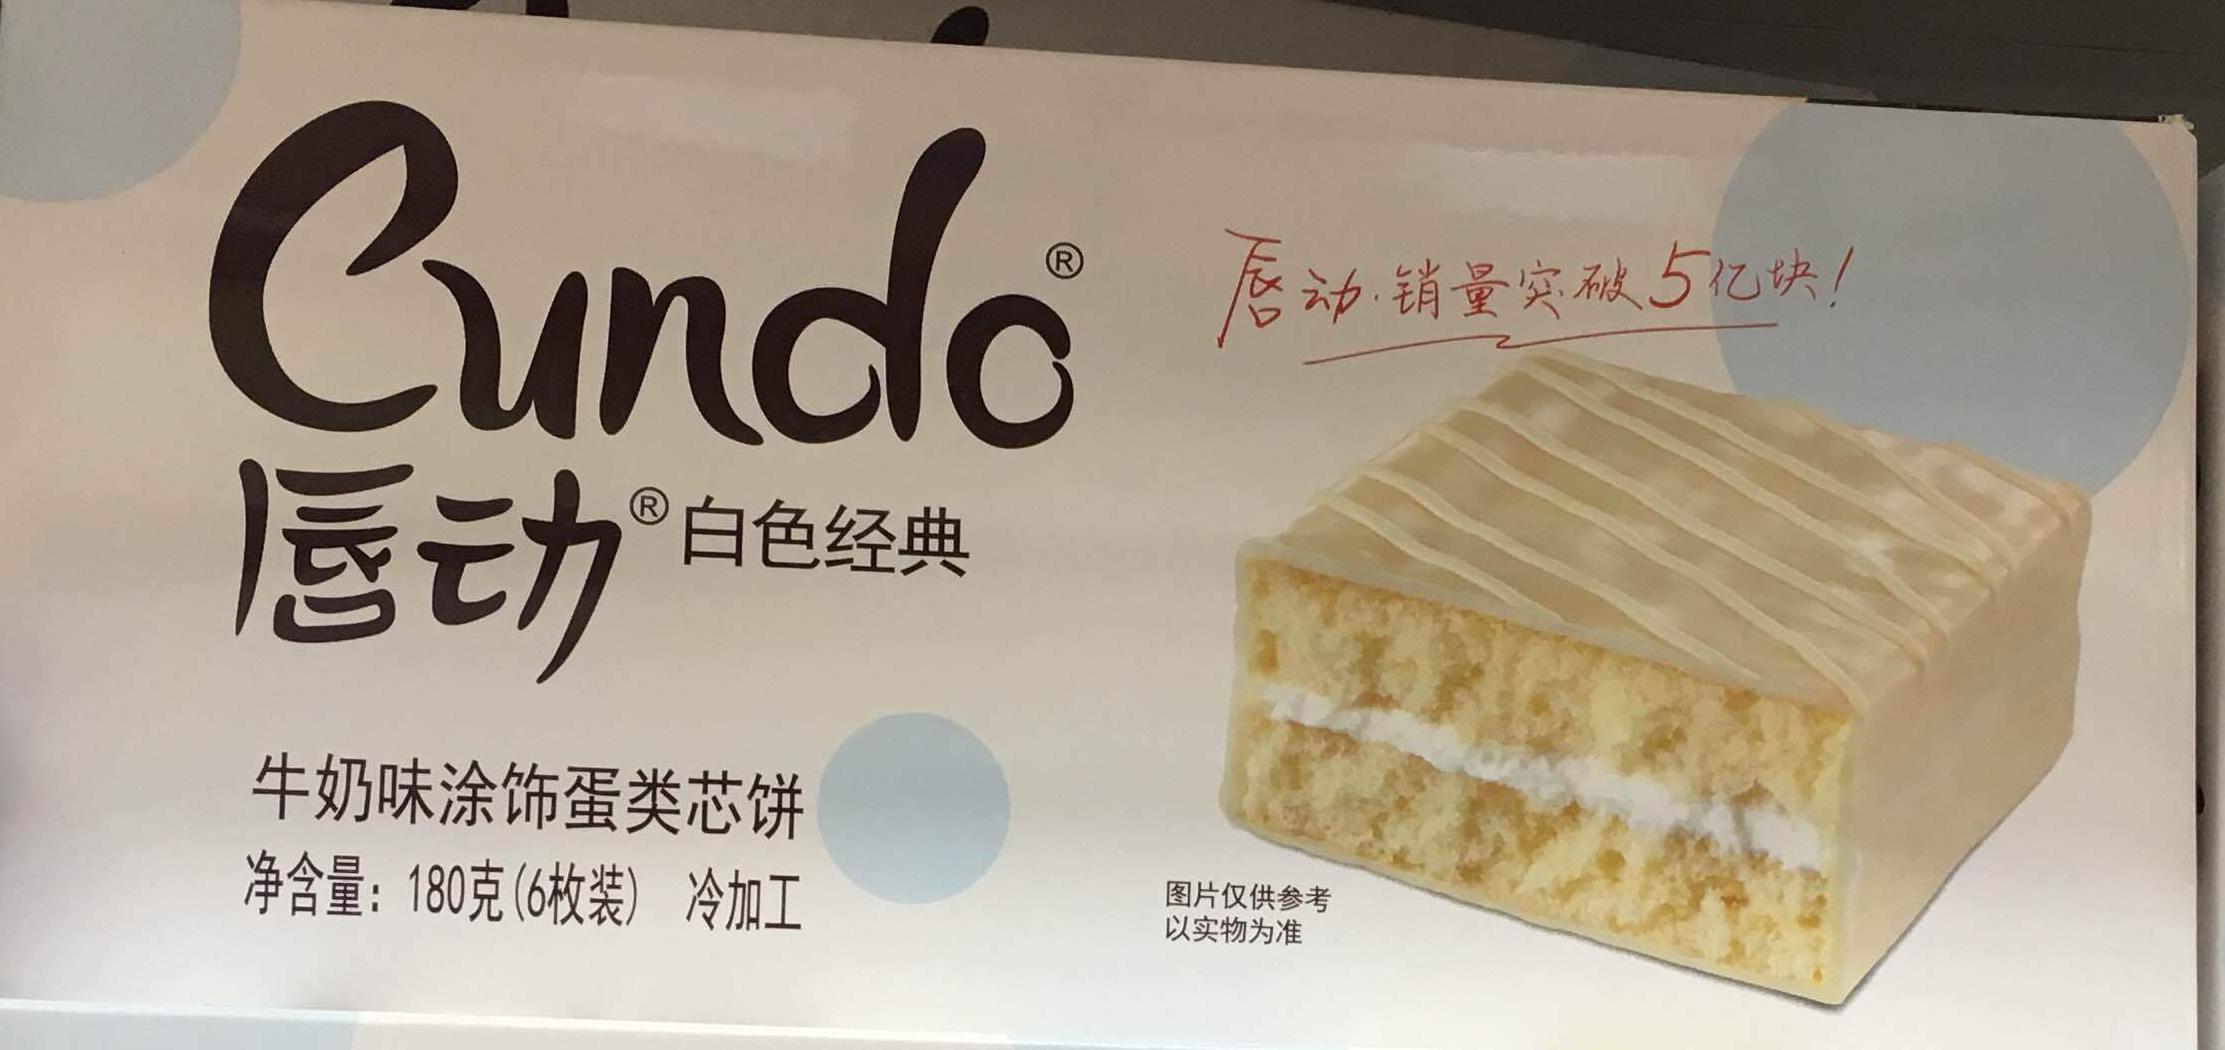 Cundo®
唇动·销量突破5亿块!
唇动®白色经典
牛奶味涂饰蛋类芯饼
净含量：180克(6枚装) 冷加工
图片仅供参考
以实物为准